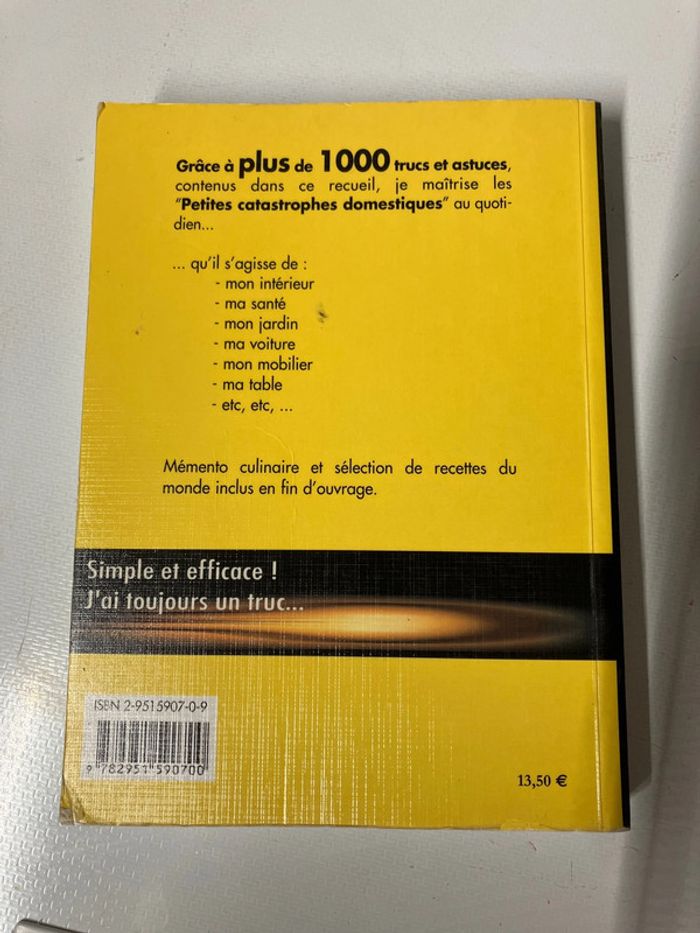 Grâce à plus de 1000 trucs et astuces,
contenus dans ce recueil, je maîtrise les
"Petites catastrophes domestiques" au quoti-
dien...
... qu'il s'agisse de :
- mon intérieur
- ma santé
- mon jardin
- ma voiture
- mon mobilier
- ma table
- etc, etc, ...
Mémento culinaire et sélection de recettes du
monde inclus en fin d'ouvrage.
Simple et efficace !
J'ai toujours un truc...
ISBN 2-9515907-0-9
9 782951 590700
13,50 €